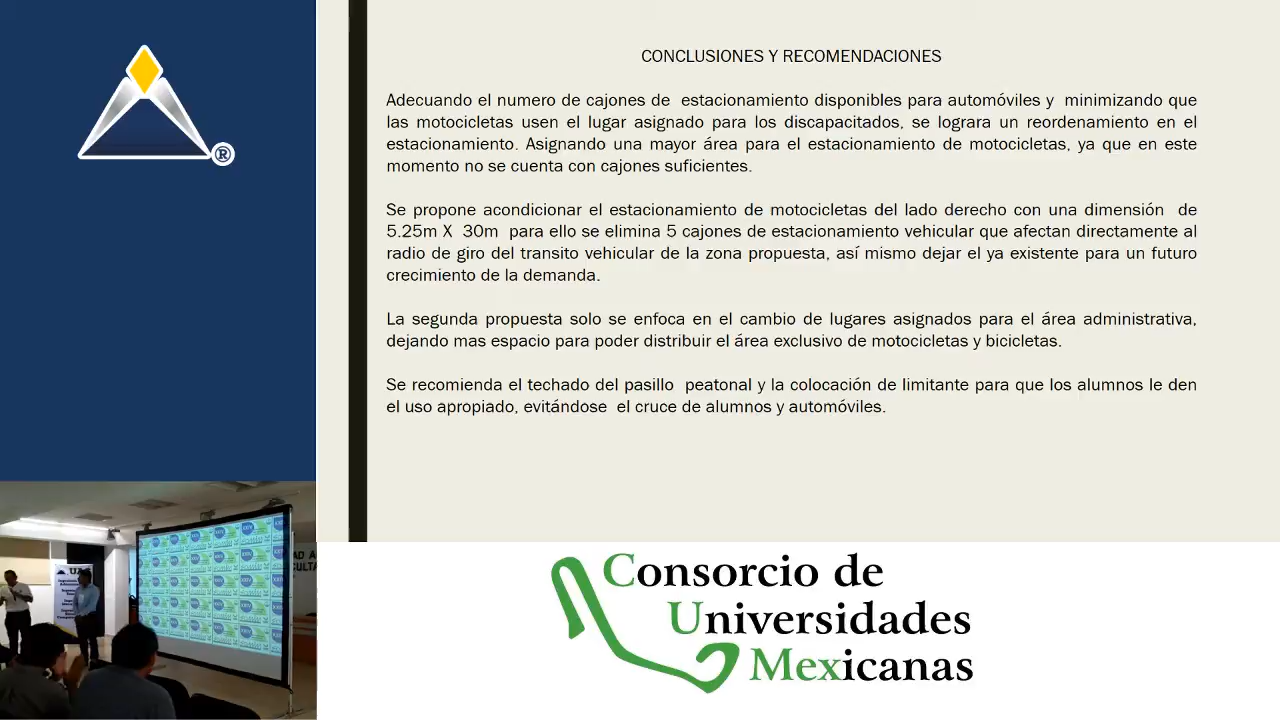 ®
CONCLUSIONES Y RECOMENDACIONES
Adecuando el numero de cajones de estacionamiento disponibles para automóviles y minimizando que
las motocicletas usen el lugar asignado para los discapacitados, se lograra un reordenamiento en el
estacionamiento. Asignando una mayor área para el estacionamiento de motocicletas, ya que en este
momento no se cuenta con cajones suficientes.
Se propone acondicionar el estacionamiento de motocicletas del lado derecho con una dimensión de
5.25m X 30m para ello se elimina 5 cajones de estacionamiento vehicular que afectan directamente al
radio de giro del transito vehicular de la zona propuesta, así mismo dejar el ya existente para un futuro
crecimiento de la demanda.
La segunda propuesta solo se enfoca en el cambio de lugares asignados para el área administrativa,
dejando mas espacio para poder distribuir el área exclusivo de motocicletas y bicicletas.
Se recomienda el techado del pasillo peatonal y la colocación de limitante para que los alumnos le den
el uso apropiado, evitándose el cruce de alumnos y automóviles.
Consorcio de
Universidades
Mexicanas